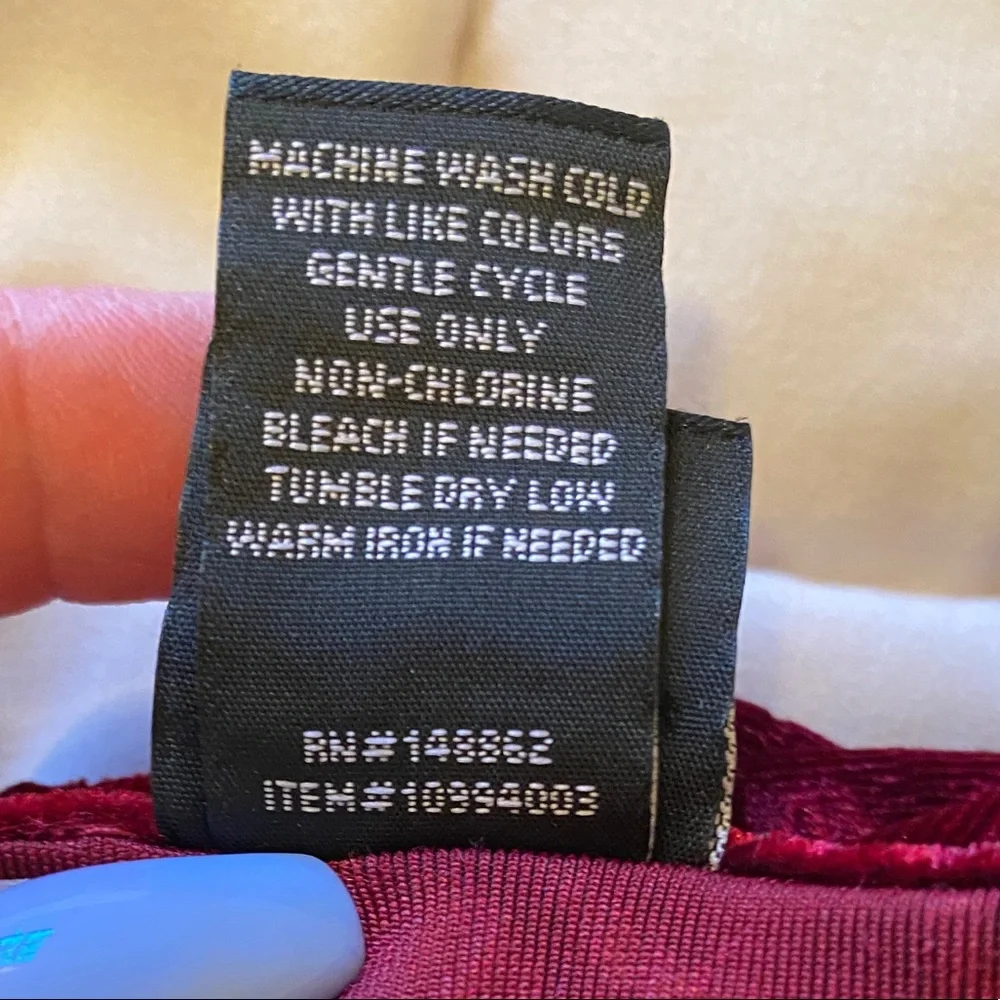 MACHINE WASH COLD
WITH LIKE COLORS
GENTLE CYCLE
USE ONLY
NON-CHLORINE
BLEACH IF NEEDED
TUMBLE DRY LOW
WARM IRON IF NEEDED
RN#148862
ITEM#10994003